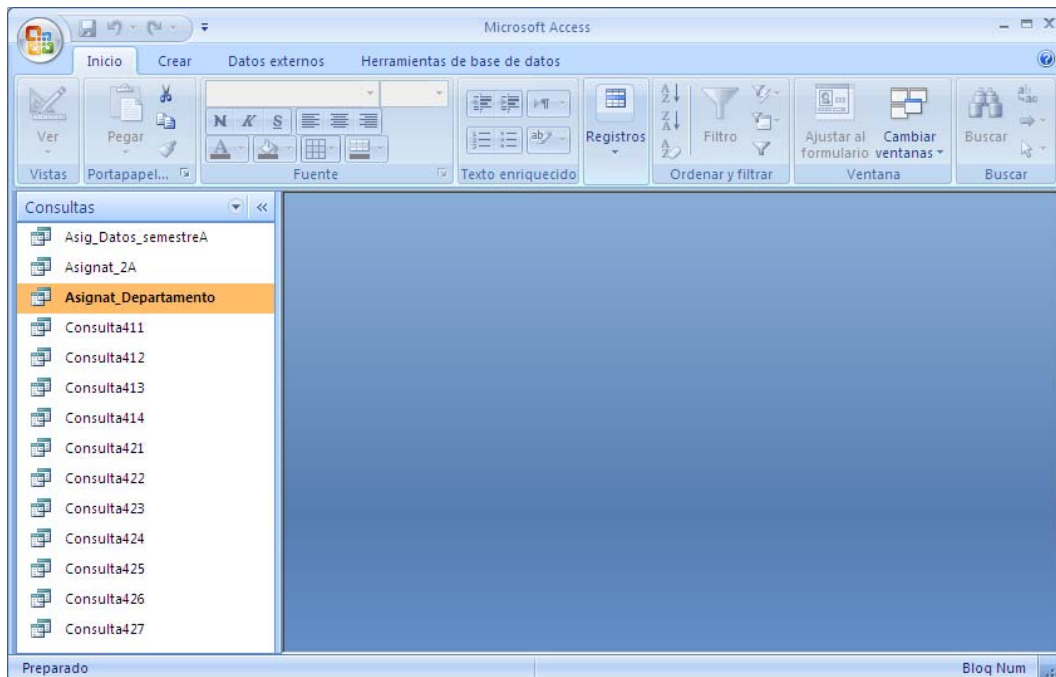 Microsoft Access
Inicio Crear Datos externos Herramientas de base de datos
Ver
Pegar
N K S
A
Registros
Filtro
Ajustar al formulario
Cambiar ventanas
Buscar
Vistas Portapapel... Fuente Texto enriquecido Ordenar y filtrar Ventana Buscar
Consultas
Asig_Datos_semestreA
Asignat_2A
Asignat_Departamento
Consulta411
Consulta412
Consulta413
Consulta414
Consulta421
Consulta422
Consulta423
Consulta424
Consulta425
Consulta426
Consulta427
Preparado Bloq Num